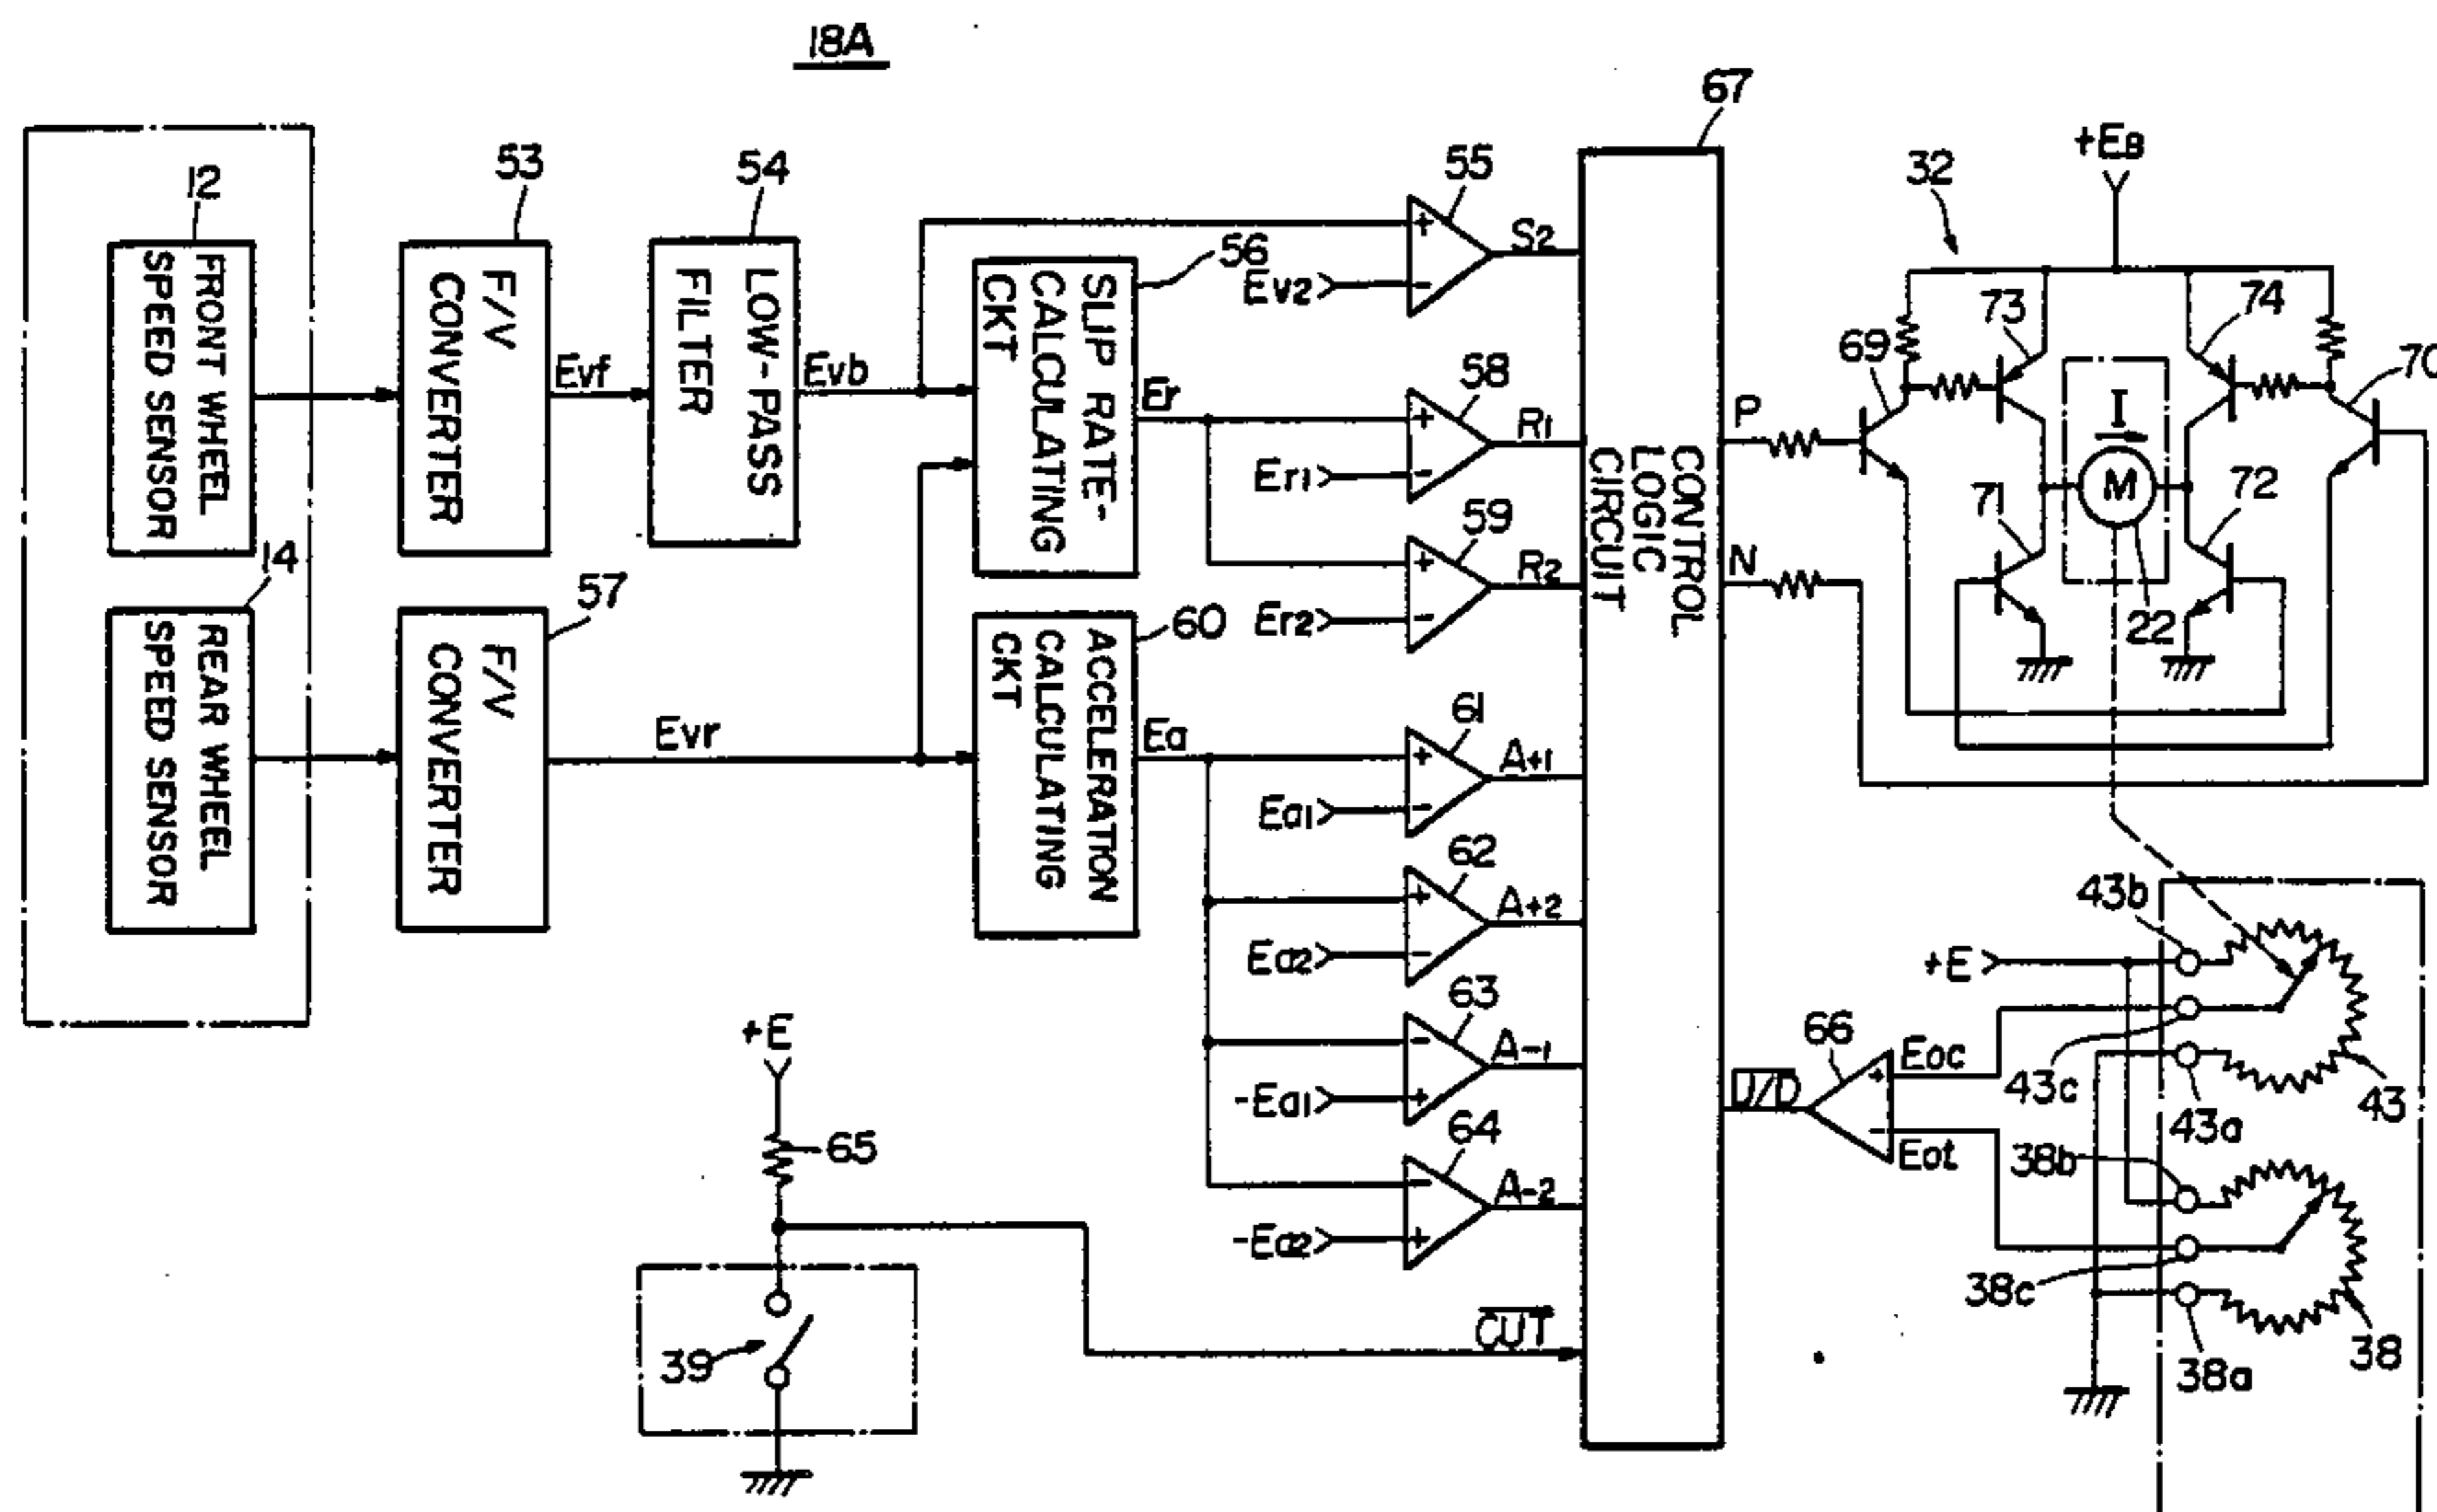 18A
12
FRONT WHEEL
SPEED SENSOR
53
F/V
CONVERTER
Evf
54
LOW-PASS
FILTER
Evb
56
SLIP RATE-
CALCULATING
CKT
Er
14
REAR WHEEL
SPEED SENSOR
57
F/V
CONVERTER
Evr
60
ACCELERATION
CALCULATING
CKT
Ea
55
+
-
Ev2
S2
58
+
-
Er1
R1
59
+
-
Er2
R2
61
+
-
Ea1
A+1
62
+
-
Ea2
A+2
63
-
+
-Ea1
A-1
64
-
+
-Ea2
A-2
+E
65
39
CUT
67
CONTROL
LOGIC
CIRCUIT
P
N
U/D
32
+EB
69
73
74
70
I
M
71
72
22
66
+
-
Eoc
Eot
+E
43b
43c
43a
43
38b
38c
38a
38